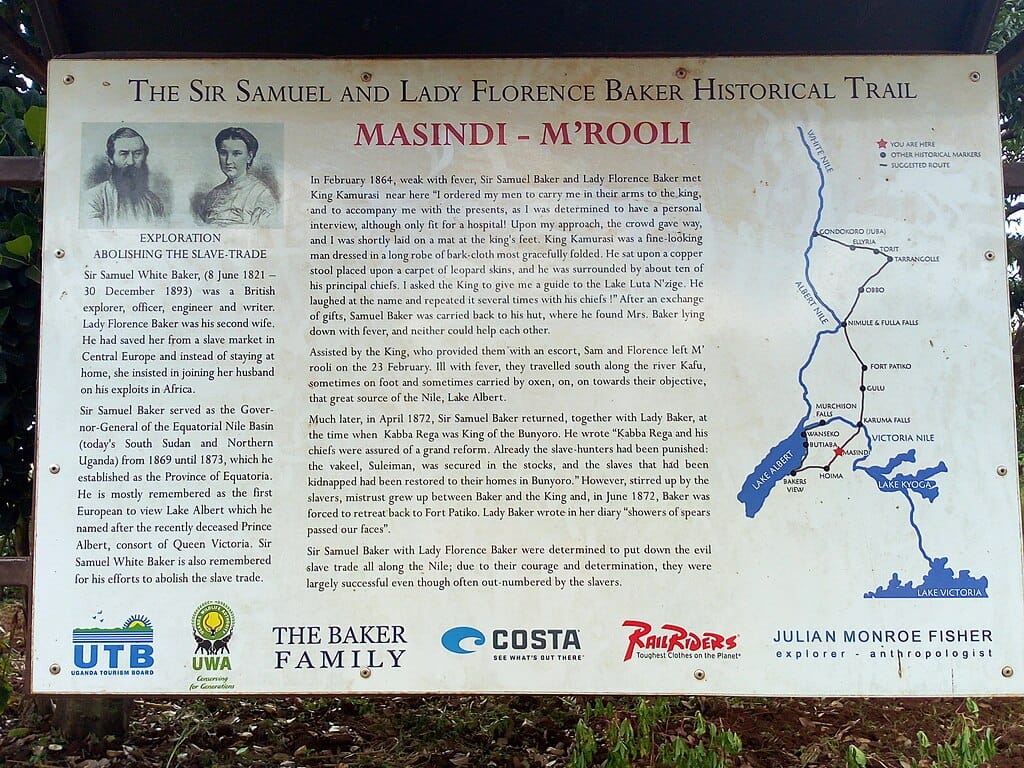 THE SIR SAMUEL AND LADY FLORENCE BAKER HISTORICAL TRAIL
MASINDI - M'ROOLI
EXPLORATION
ABOLISHING THE SLAVE-TRADE
Sir Samuel White Baker, (8 June 1821 –
30 December 1893) was a British
explorer, officer, engineer and writer.
Lady Florence Baker was his second wife.
He had saved her from a slave market in
Central Europe and instead of staying at
home, she insisted in joining her husband
on his exploits in Africa.
Sir Samuel Baker served as the Gover-
nor-General of the Equatorial Nile Basin
(today's South Sudan and Northern
Uganda) from 1869 until 1873, which he
established as the Province of Equatoria.
He is mostly remembered as the first
European to view Lake Albert which he
named after the recently deceased Prince
Albert, consort of Queen Victoria. Sir
Samuel White Baker is also remembered
for his efforts to abolish the slave trade.
In February 1864, weak with fever, Sir Samuel Baker and Lady Florence Baker met
King Kamurasi near here "I ordered my men to carry me in their arms to the king,
and to accompany me with the presents, as I was determined to have a personal
interview, although only fit for a hospital! Upon my approach, the crowd gave way,
and I was shortly laid on a mat at the king's feet. King Kamurasi was a fine-looking
man dressed in a long robe of bark-cloth most gracefully folded. He sat upon a copper
stool placed upon a carpet of leopard skins, and he was surrounded by about ten of
his principal chiefs. I asked the King to give me a guide to the Lake Luta N'zige. He
laughed at the name and repeated it several times with his chiefs !" After an exchange
of gifts, Samuel Baker was carried back to his hut, where he found Mrs. Baker lying
down with fever, and neither could help each other.
Assisted by the King, who provided them with an escort, Sam and Florence left M'
rooli on the 23 February. Ill with fever, they travelled south along the river Kafu,
sometimes on foot and sometimes carried by oxen, on, on towards their objective,
that great source of the Nile, Lake Albert.
Much later, in April 1872, Sir Samuel Baker returned, together with Lady Baker, at
the time when Kabba Rega was King of the Bunyoro. He wrote "Kabba Rega and his
chiefs were assured of a grand reform. Already the slave-hunters had been punished:
the vakeel, Suleiman, was secured in the stocks, and the slaves that had been
kidnapped had been restored to their homes in Bunyoro." However, stirred up by the
slavers, mistrust grew up between Baker and the King and, in June 1872, Baker was
forced to retreat back to Fort Patiko. Lady Baker wrote in her diary "showers of spears
passed our faces".
Sir Samuel Baker with Lady Florence Baker were determined to put down the evil
slave trade all along the Nile; due to their courage and determination, they were
largely successful even though often out-numbered by the slavers.
YOU ARE HERE
OTHER HISTORICAL MARKERS
SUGGESTED ROUTE
WHITE NILE
GONDOKORO (JUBA)
ELLYRIA
TORIT
TARRANGOLLE
OBBO
ALBERT NILE
NIMULE & FULLA FALLS
FORT PATIKO
GULU
MURCHISON
FALLS
KARUMA FALLS
WANSEKO
BUTIABA
VICTORIA NILE
MASINDI
LAKE ALBERT
BAKERS
VIEW
HOIMA
LAKE KYOGA
LAKE VICTORIA
UTB
UGANDA TOURISM BOARD
UWA
Conserving
for Generations
THE BAKER
FAMILY
COSTA
SEE WHAT'S OUT THERE
RAILRIDERS
Toughest Clothes on the Planet
JULIAN MONROE FISHER
explorer - anthropologist